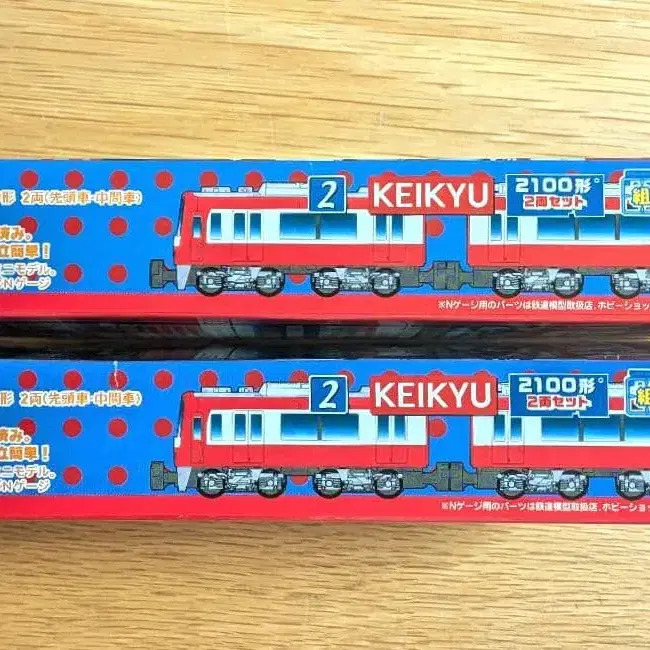 形 2両(先頭車・中間車)
済み。
立簡単!
ニモデル。
Nゲージ
2 KEIKYU 2100形 2両セット 組
※Nゲージ用のパーツは鉄道模型取扱店、ホビーショッ
形 2両(先頭車・中間車)
済み。
立簡単!
ニモデル。
Nゲージ
2 KEIKYU 2100形 2両セット 組
※Nゲージ用のパーツは鉄道模型取扱店、ホビーショッ